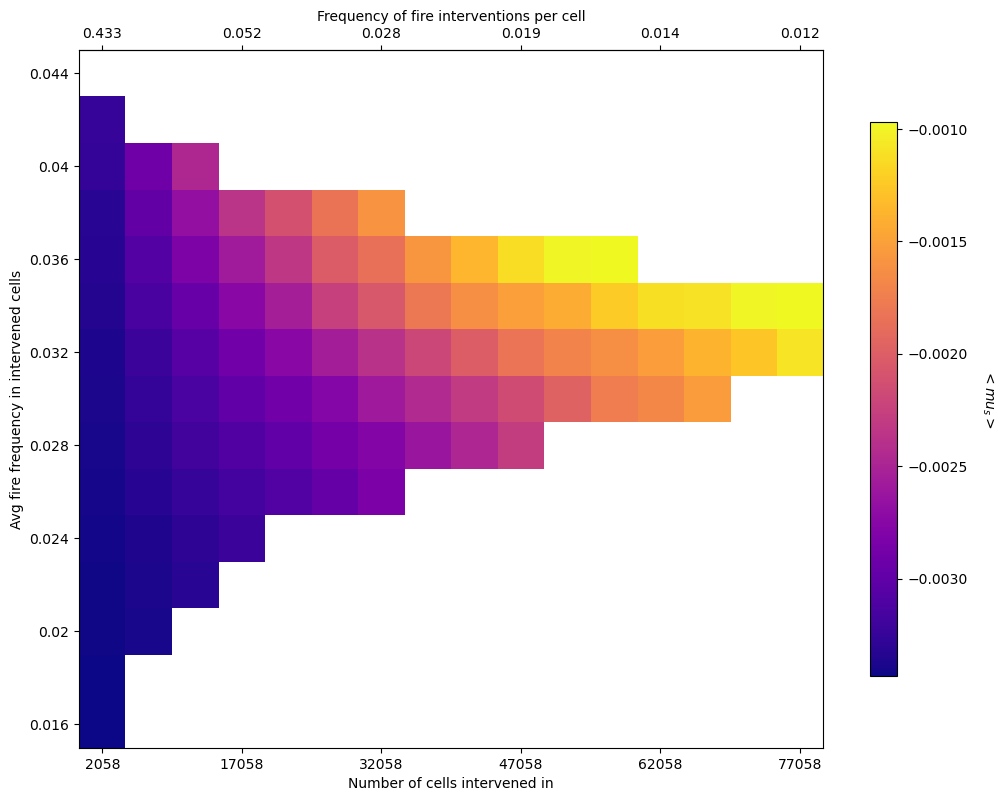 Frequency of fire interventions per cell
0.433 0.052 0.028 0.019 0.014 0.012
Avg fire frequency in intervened cells
0.044
0.04
0.036
0.032
0.028
0.024
0.02
0.016
2058 17058 32058 47058 62058 77058
Number of cells intervened in
−0.0010
−0.0015
−0.0020
−0.0025
−0.0030
< mu_s >